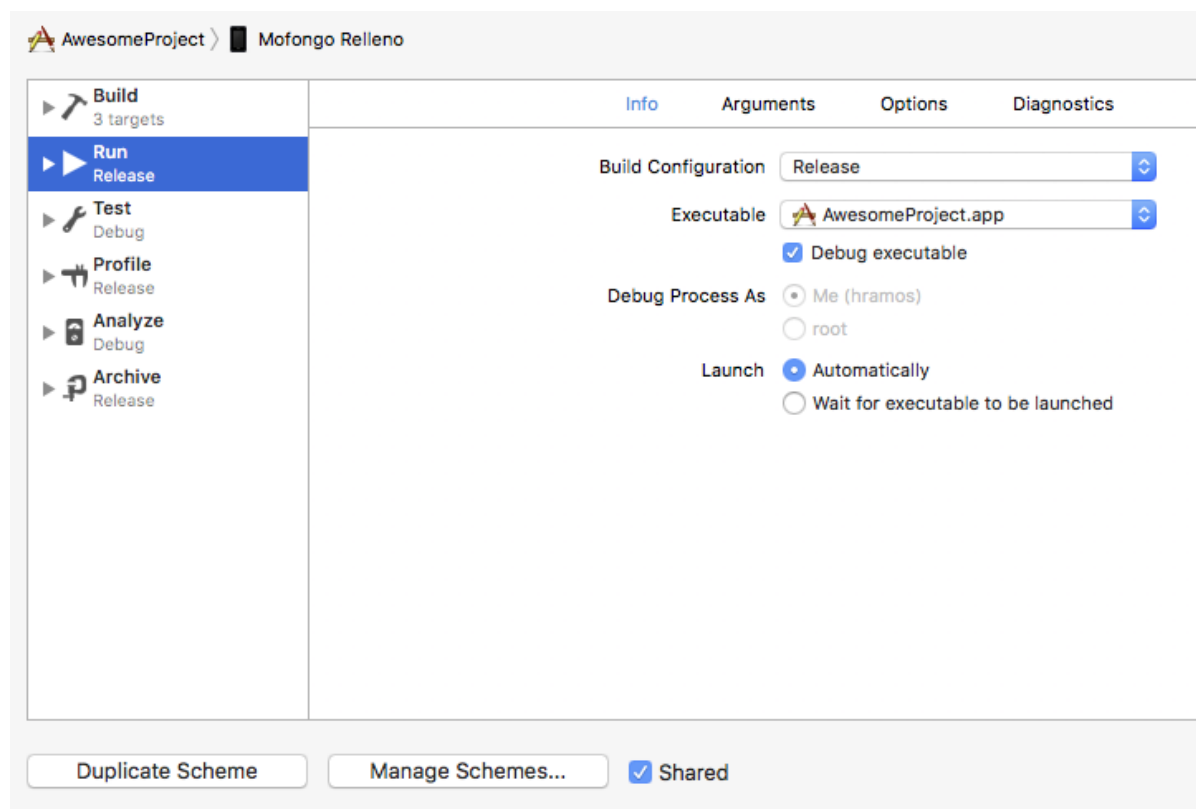 AwesomeProject Mofongo Relleno
Build
3 targets
Run
Release
Test
Debug
Profile
Release
Analyze
Debug
Archive
Release
Info Arguments Options Diagnostics
Build Configuration Release
Executable AwesomeProject.app
Debug executable
Debug Process As Me (hramos)
root
Launch Automatically
Wait for executable to be launched
Duplicate Scheme Manage Schemes... Shared